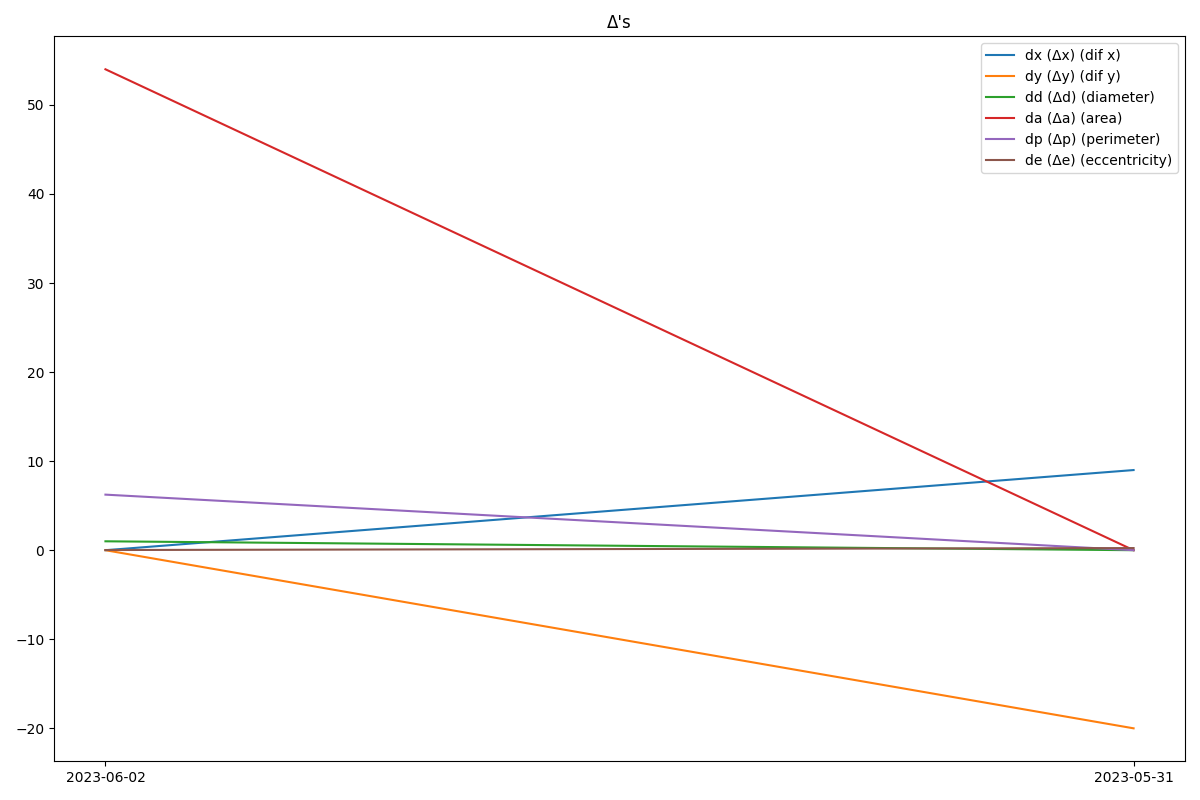 Δ's
dx (Δx) (dif x)
dy (Δy) (dif y)
dd (Δd) (diameter)
da (Δa) (area)
dp (Δp) (perimeter)
de (Δe) (eccentricity)
50
40
30
20
10
0
−10
−20
2023-06-02
2023-05-31